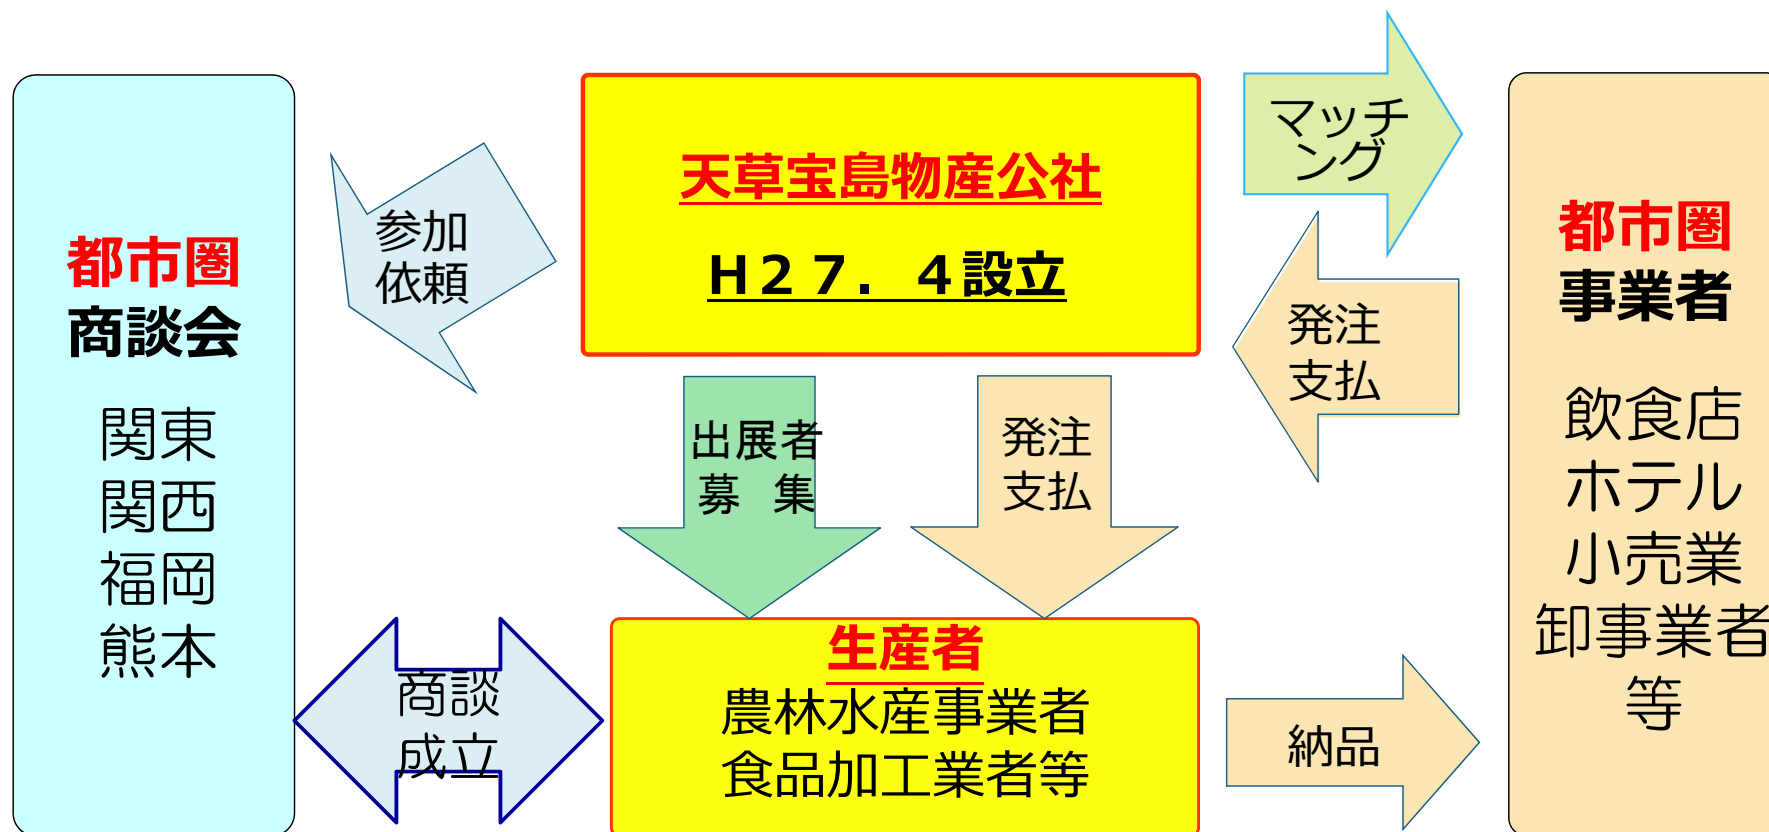 都市圏
商談会
関東
関西
福岡
熊本
参加
依頼
天草宝島物産公社
H27.4設立
マッチ
ング
発注
支払
出展者
募 集
発注
支払
商談
成立
生産者
農林水産事業者
食品加工業者等
納品
都市圏
事業者
飲食店
ホテル
小売業
卸事業者
等